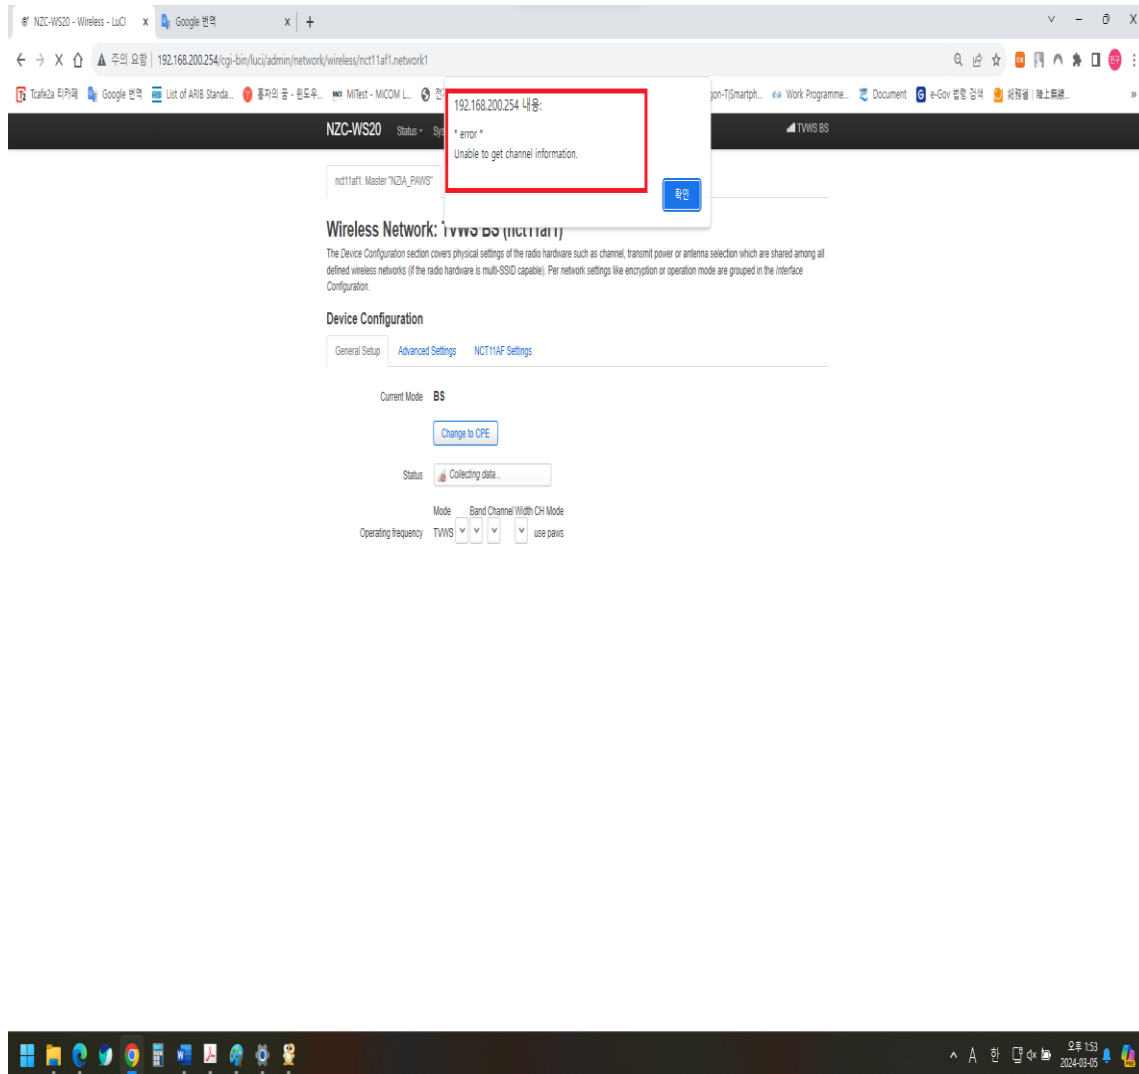 NZC-WS20 - Wireless - LuCI
Google 번역
주의 요함 | 192.168.200.254/cgi-bin/luci/admin/network/wireless/nct11af1.network1
Tcafe2a 티카페 Google 번역 List of ARIB Standa... 홍차의 꿈 - 윈도우... MiTest - MiCOM L... Work Programme... Document e-Gov 법령 검색
192.168.200.254 내용:
* error *
Unable to get channel information.
확인
NZC-WS20 Status TVWS BS
nct11af1: Master "NZIA_PAWS"
Wireless Network: TVWS BS (nct11af1)
The Device Configuration section covers physical settings of the radio hardware such as channel, transmit power or antenna selection which are shared among all
defined wireless networks (if the radio hardware is multi-SSID capable). Per network settings like encryption or operation mode are grouped in the Interface
Configuration.
Device Configuration
General Setup Advanced Settings NCT11AF Settings
Current Mode BS
Change to CPE
Status Collecting data...
Mode Band Channel Width CH Mode
Operating frequency TVWS use paws
A 한 오후 1:53
2024-03-05